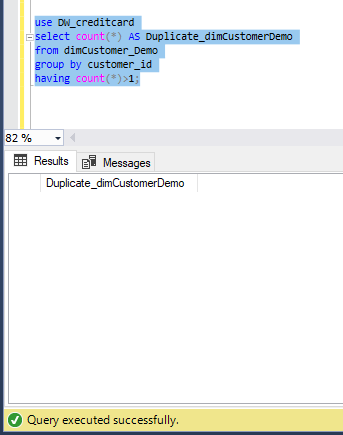 use DW_creditcard
select count(*) AS Duplicate_dimCustomerDemo
from dimCustomer_Demo
group by customer_id
having count(*)>1;
82 %
Results Messages
Duplicate_dimCustomerDemo
Query executed successfully.